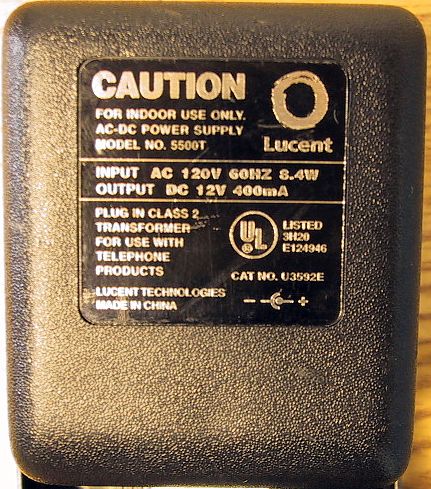 CAUTION
FOR INDOOR USE ONLY.
AC-DC POWER SUPPLY
MODEL NO. 5500T
Lucent
INPUT AC 120V 60HZ 8.4W
OUTPUT DC 12V 400mA
PLUG IN CLASS 2
TRANSFORMER
FOR USE WITH
TELEPHONE
PRODUCTS
UL
®
LISTED
3H20
E124946
CAT NO. U3592E
LUCENT TECHNOLOGIES
MADE IN CHINA
- +